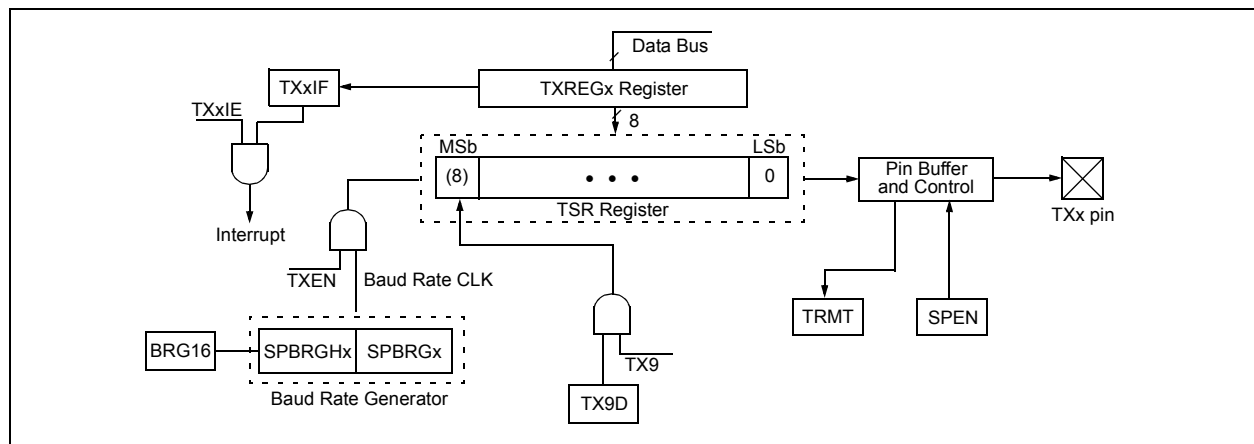 Data Bus
TXxIF
TXREGx Register
TXxIE
8
MSb
LSb
(8)
• • •
0
Pin Buffer
and Control
TSR Register
TXx pin
Interrupt
TXEN
Baud Rate CLK
TRMT
SPEN
BRG16
SPBRGHx
SPBRGx
TX9
Baud Rate Generator
TX9D